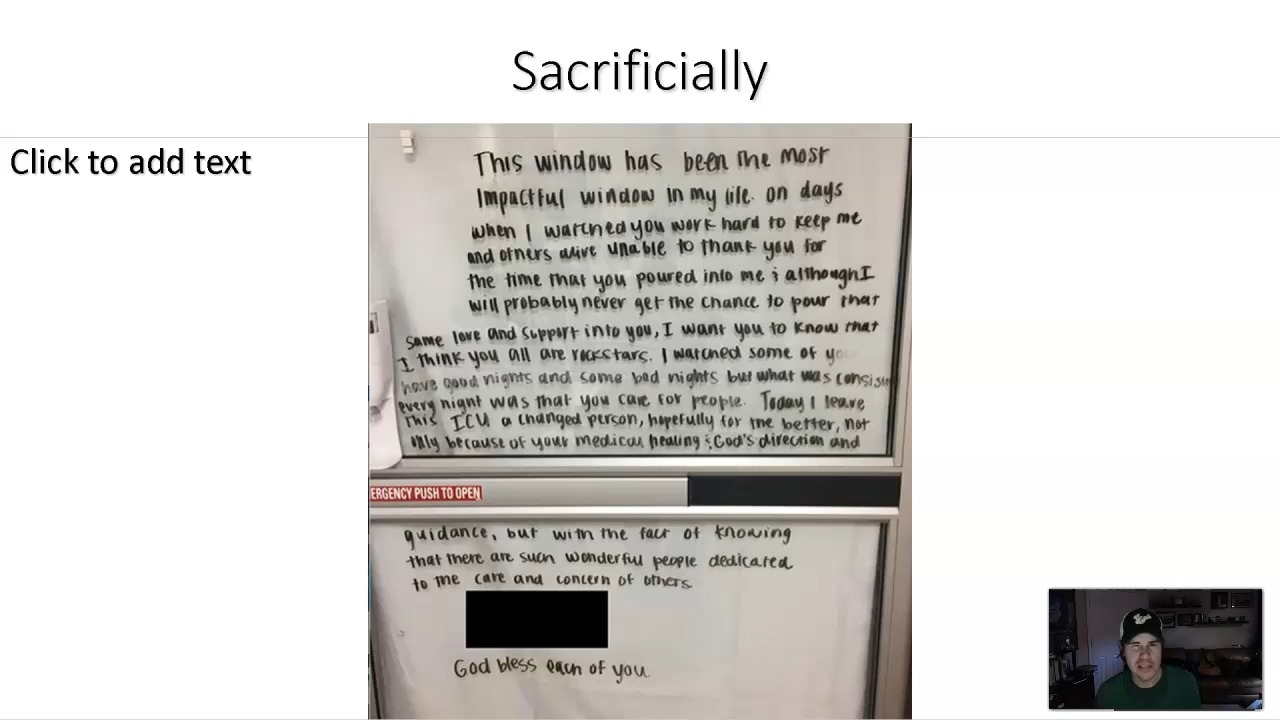 Sacrificially
Click to add text
This window has been the most
Impactful window in my life. on days
when I watched you work hard to keep me
and others alive unable to thank you for
the time that you poured into me & although I
will probably never get the chance to pour that
same love and support into you, I want you to know that
I think you all are rockstars. I watched some of yo
have good nights and some bad nights but what was consist
every night was that you care for people. Today I leave
This ICU a changed person, hopefully for the better, not
only because of your medical healing & God's direction and
ERGENCY PUSH TO OPEN
guidance, but with the fact of knowing
that there are such wonderful people dedicated
to the care and concern of others
God bless each of you.